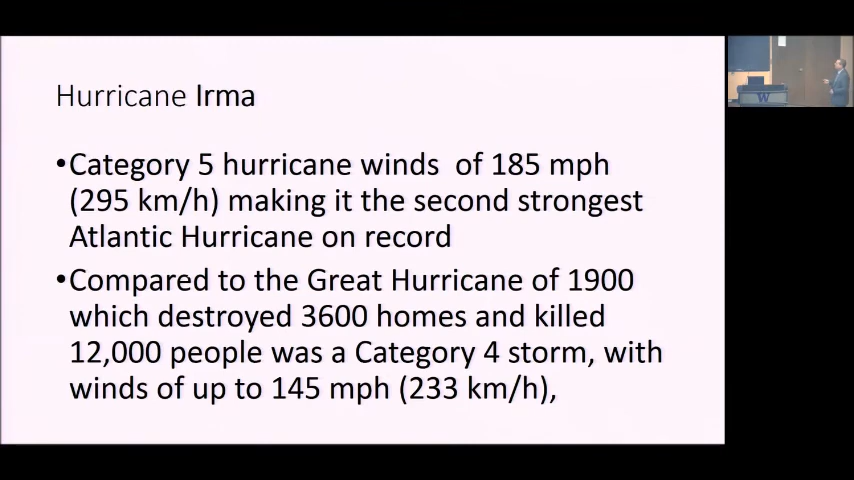 Hurricane Irma
•Category 5 hurricane winds of 185 mph
(295 km/h) making it the second strongest
Atlantic Hurricane on record
•Compared to the Great Hurricane of 1900
which destroyed 3600 homes and killed
12,000 people was a Category 4 storm, with
winds of up to 145 mph (233 km/h),
W